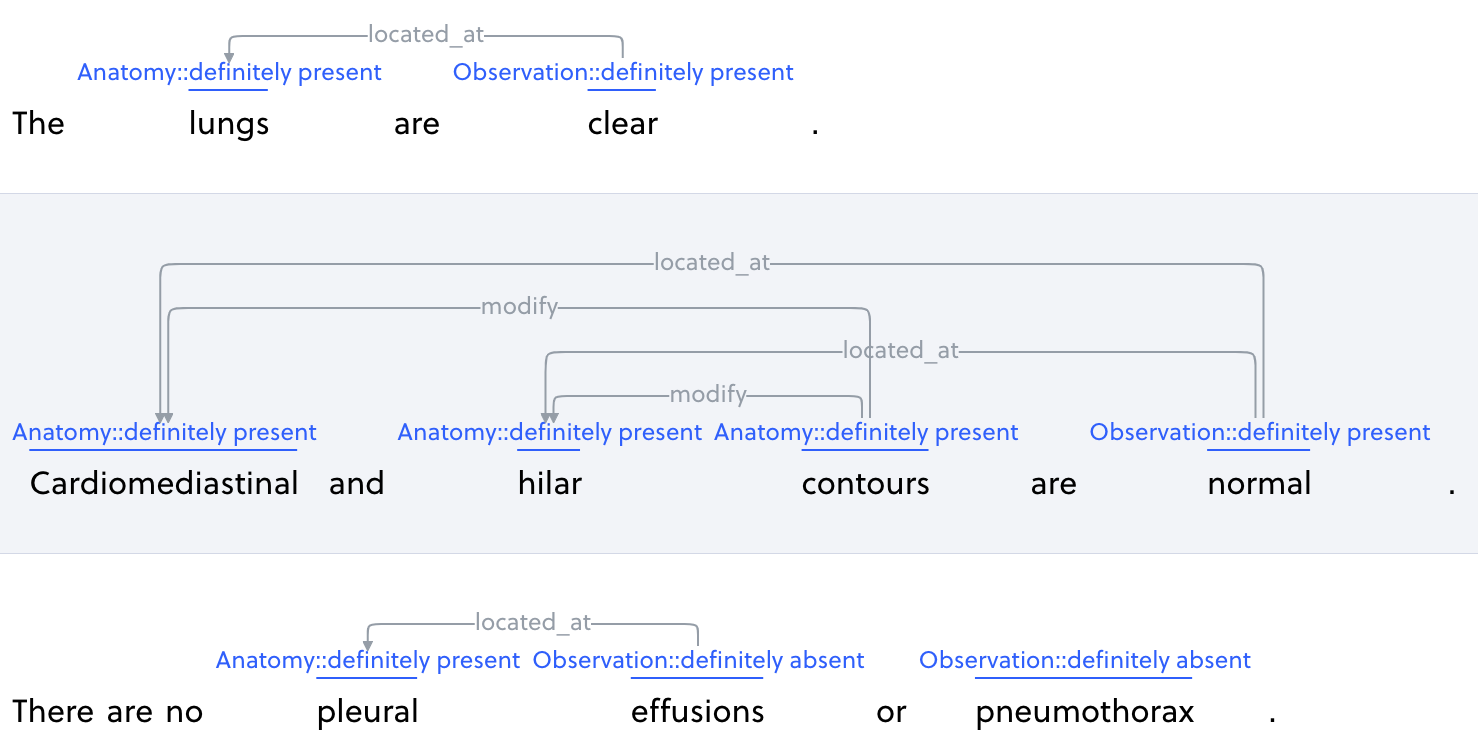 located_at
Anatomy::definitely present Observation::definitely present
The lungs are clear .
located_at
modify
located_at
modify
Anatomy::definitely present Anatomy::definitely present Anatomy::definitely present Observation::definitely present
Cardiomediastinal and hilar contours are normal .
located_at
Anatomy::definitely present Observation::definitely absent Observation::definitely absent
There are no pleural effusions or pneumothorax .